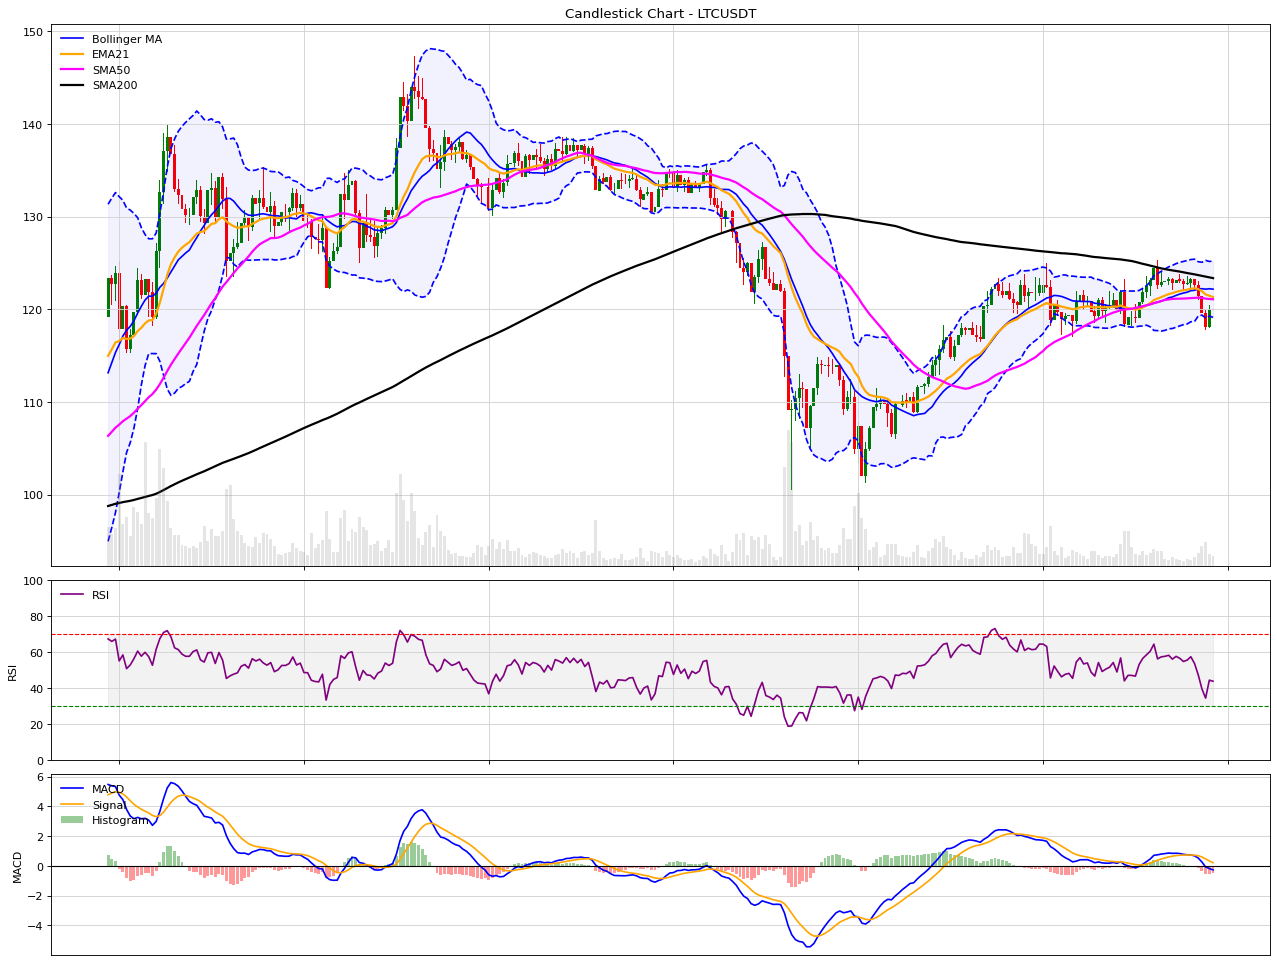 Candlestick Chart - LTCUSDT
Bollinger MA
EMA21
SMA50
SMA200
150
140
130
120
110
100
RSI
100
80
60
40
20
0
RSI
MACD
Signal
Histogram
6
4
2
0
−2
−4
MACD